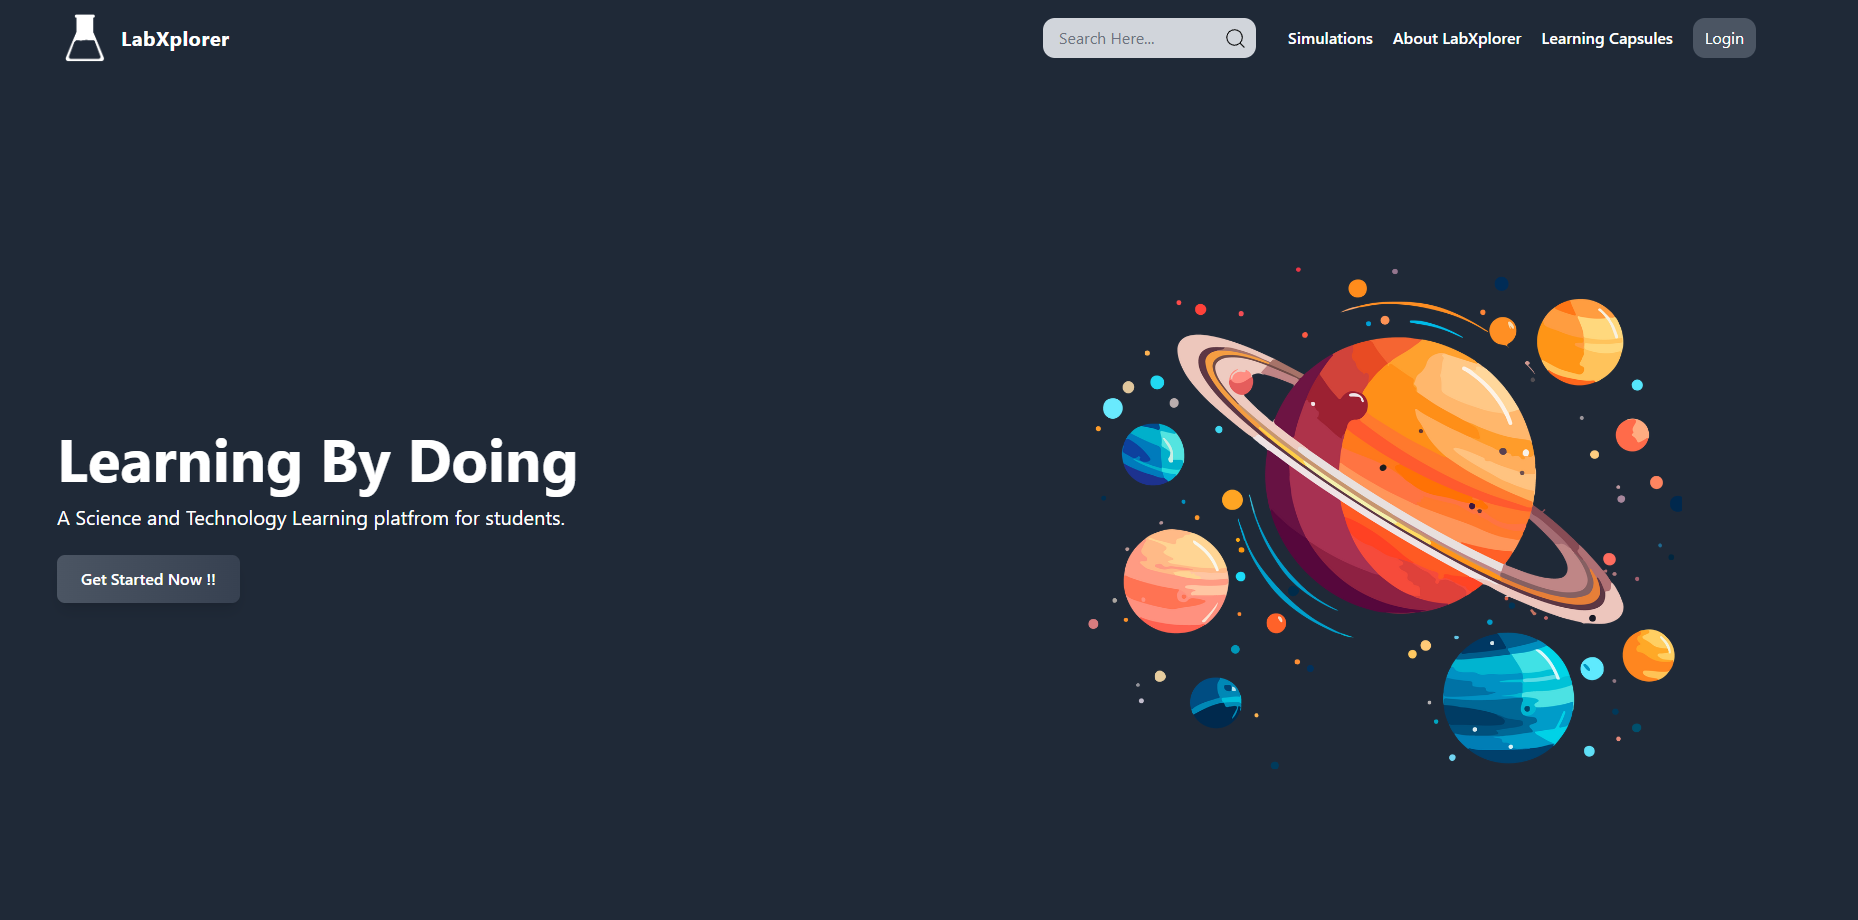 LabXplorer
Search Here...
Simulations
About LabXplorer
Learning Capsules
Login
Learning By Doing
A Science and Technology Learning platfrom for students.
Get Started Now !!